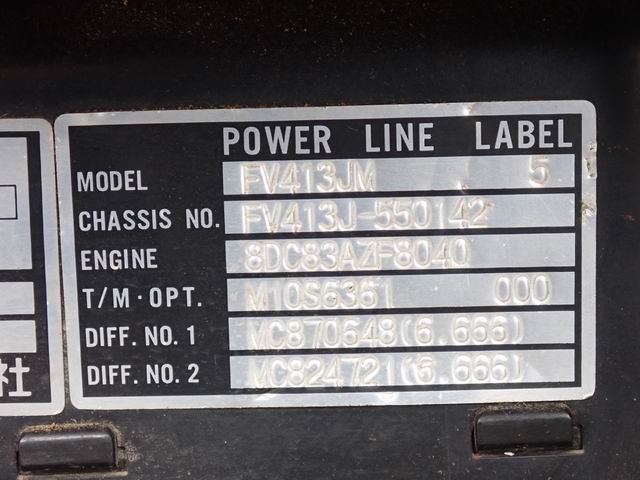 POWER LINE LABEL
MODEL FV413JM 5
CHASSIS NO. FV413J-550142
ENGINE 8DC83AZF8040
T/M·OPT. M10S6361 000
DIFF. NO. 1 MC870648(6.666)
DIFF. NO. 2 MC824721(6.666)
社